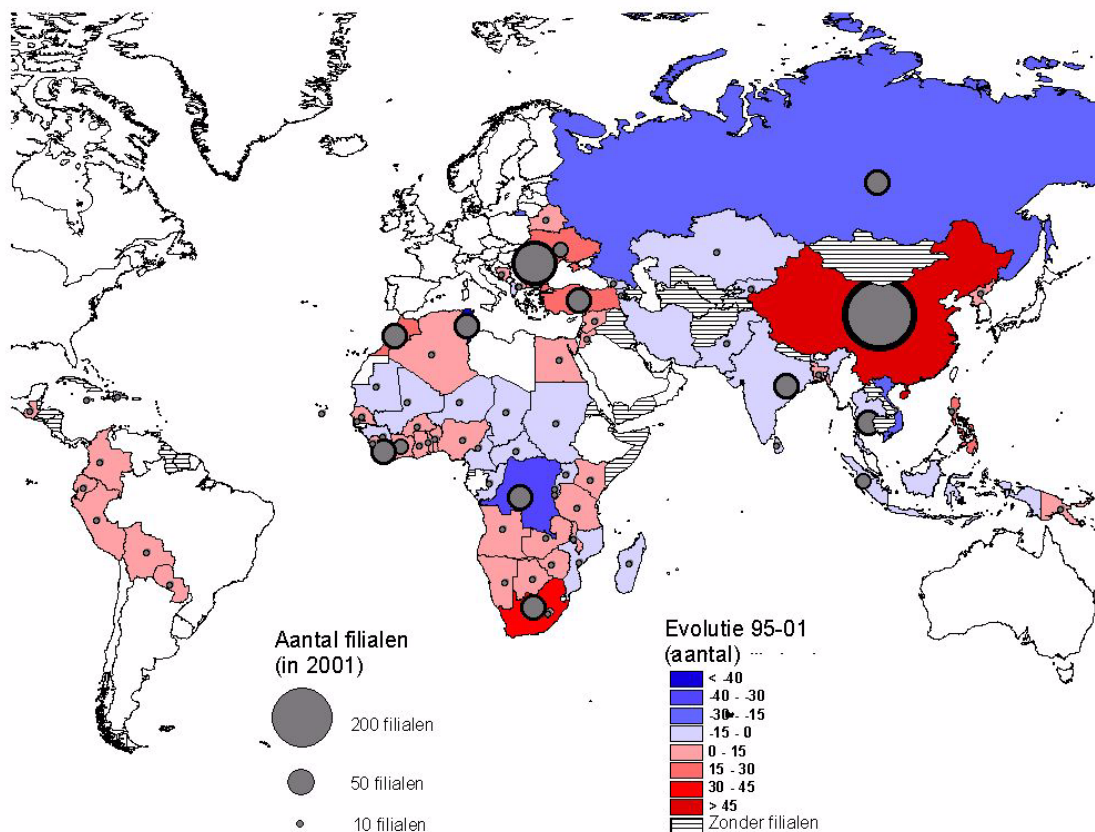 Aantal filialen
(in 2001)
200 filialen
50 filialen
10 filialen
Evolutie 95-01
(aantal)
< -40
-40 - -30
-30 - -15
-15 - 0
0 - 15
15 - 30
30 - 45
> 45
Zonder filialen